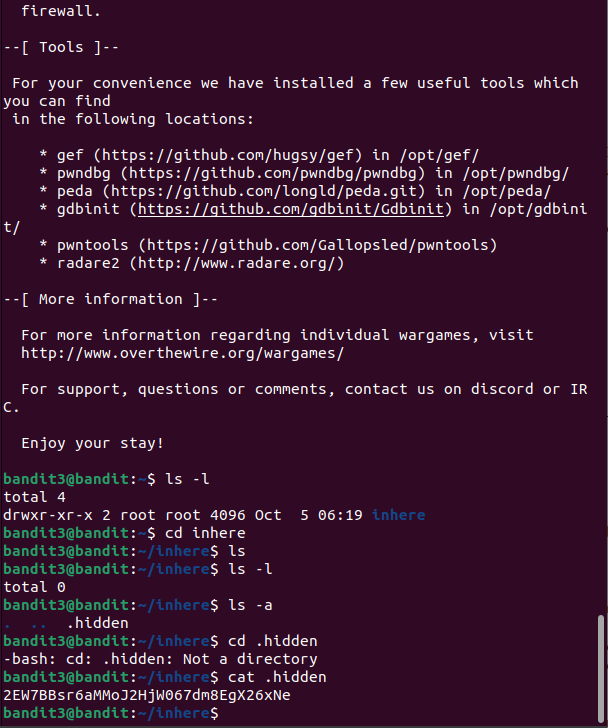 firewall.
--[ Tools ]--
For your convenience we have installed a few useful tools which
you can find
in the following locations:
* gef (https://github.com/hugsy/gef) in /opt/gef/
* pwndbg (https://github.com/pwndbg/pwndbg) in /opt/pwndbg/
* peda (https://github.com/longld/peda.git) in /opt/peda/
* gdbinit (https://github.com/gdbinit/Gdbinit) in /opt/gdbini
t/
* pwntools (https://github.com/Gallopsled/pwntools)
* radare2 (http://www.radare.org/)
--[ More information ]--
For more information regarding individual wargames, visit
http://www.overthewire.org/wargames/
For support, questions or comments, contact us on discord or IR
C.
Enjoy your stay!
bandit3@bandit:~$ ls -l
total 4
drwxr-xr-x 2 root root 4096 Oct  5 06:19 inhere
bandit3@bandit:~$ cd inhere
bandit3@bandit:~/inhere$ ls
bandit3@bandit:~/inhere$ ls -l
total 0
bandit3@bandit:~/inhere$ ls -a
.  ..  .hidden
bandit3@bandit:~/inhere$ cd .hidden
-bash: cd: .hidden: Not a directory
bandit3@bandit:~/inhere$ cat .hidden
2EW7BBsr6aMMoJ2HjW067dm8EgX26xNe
bandit3@bandit:~/inhere$